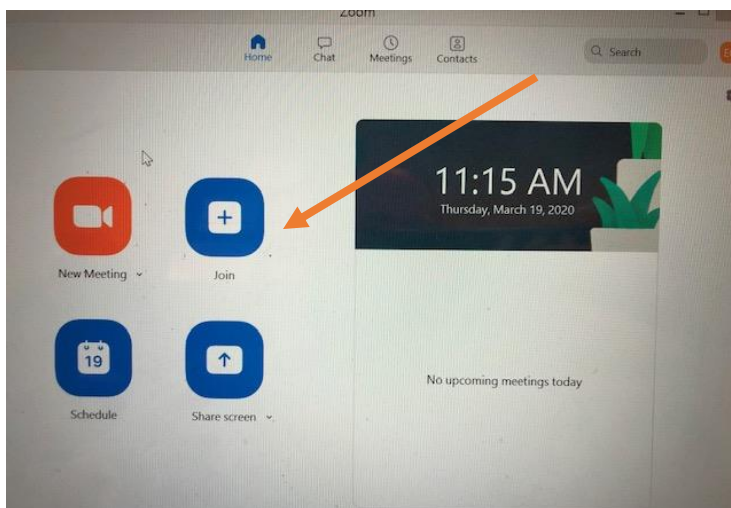 Zoom
Home
Chat
Meetings
Contacts
Search
11:15 AM
Thursday, March 19, 2020
New Meeting
Join
19
Schedule
Share screen
No upcoming meetings today